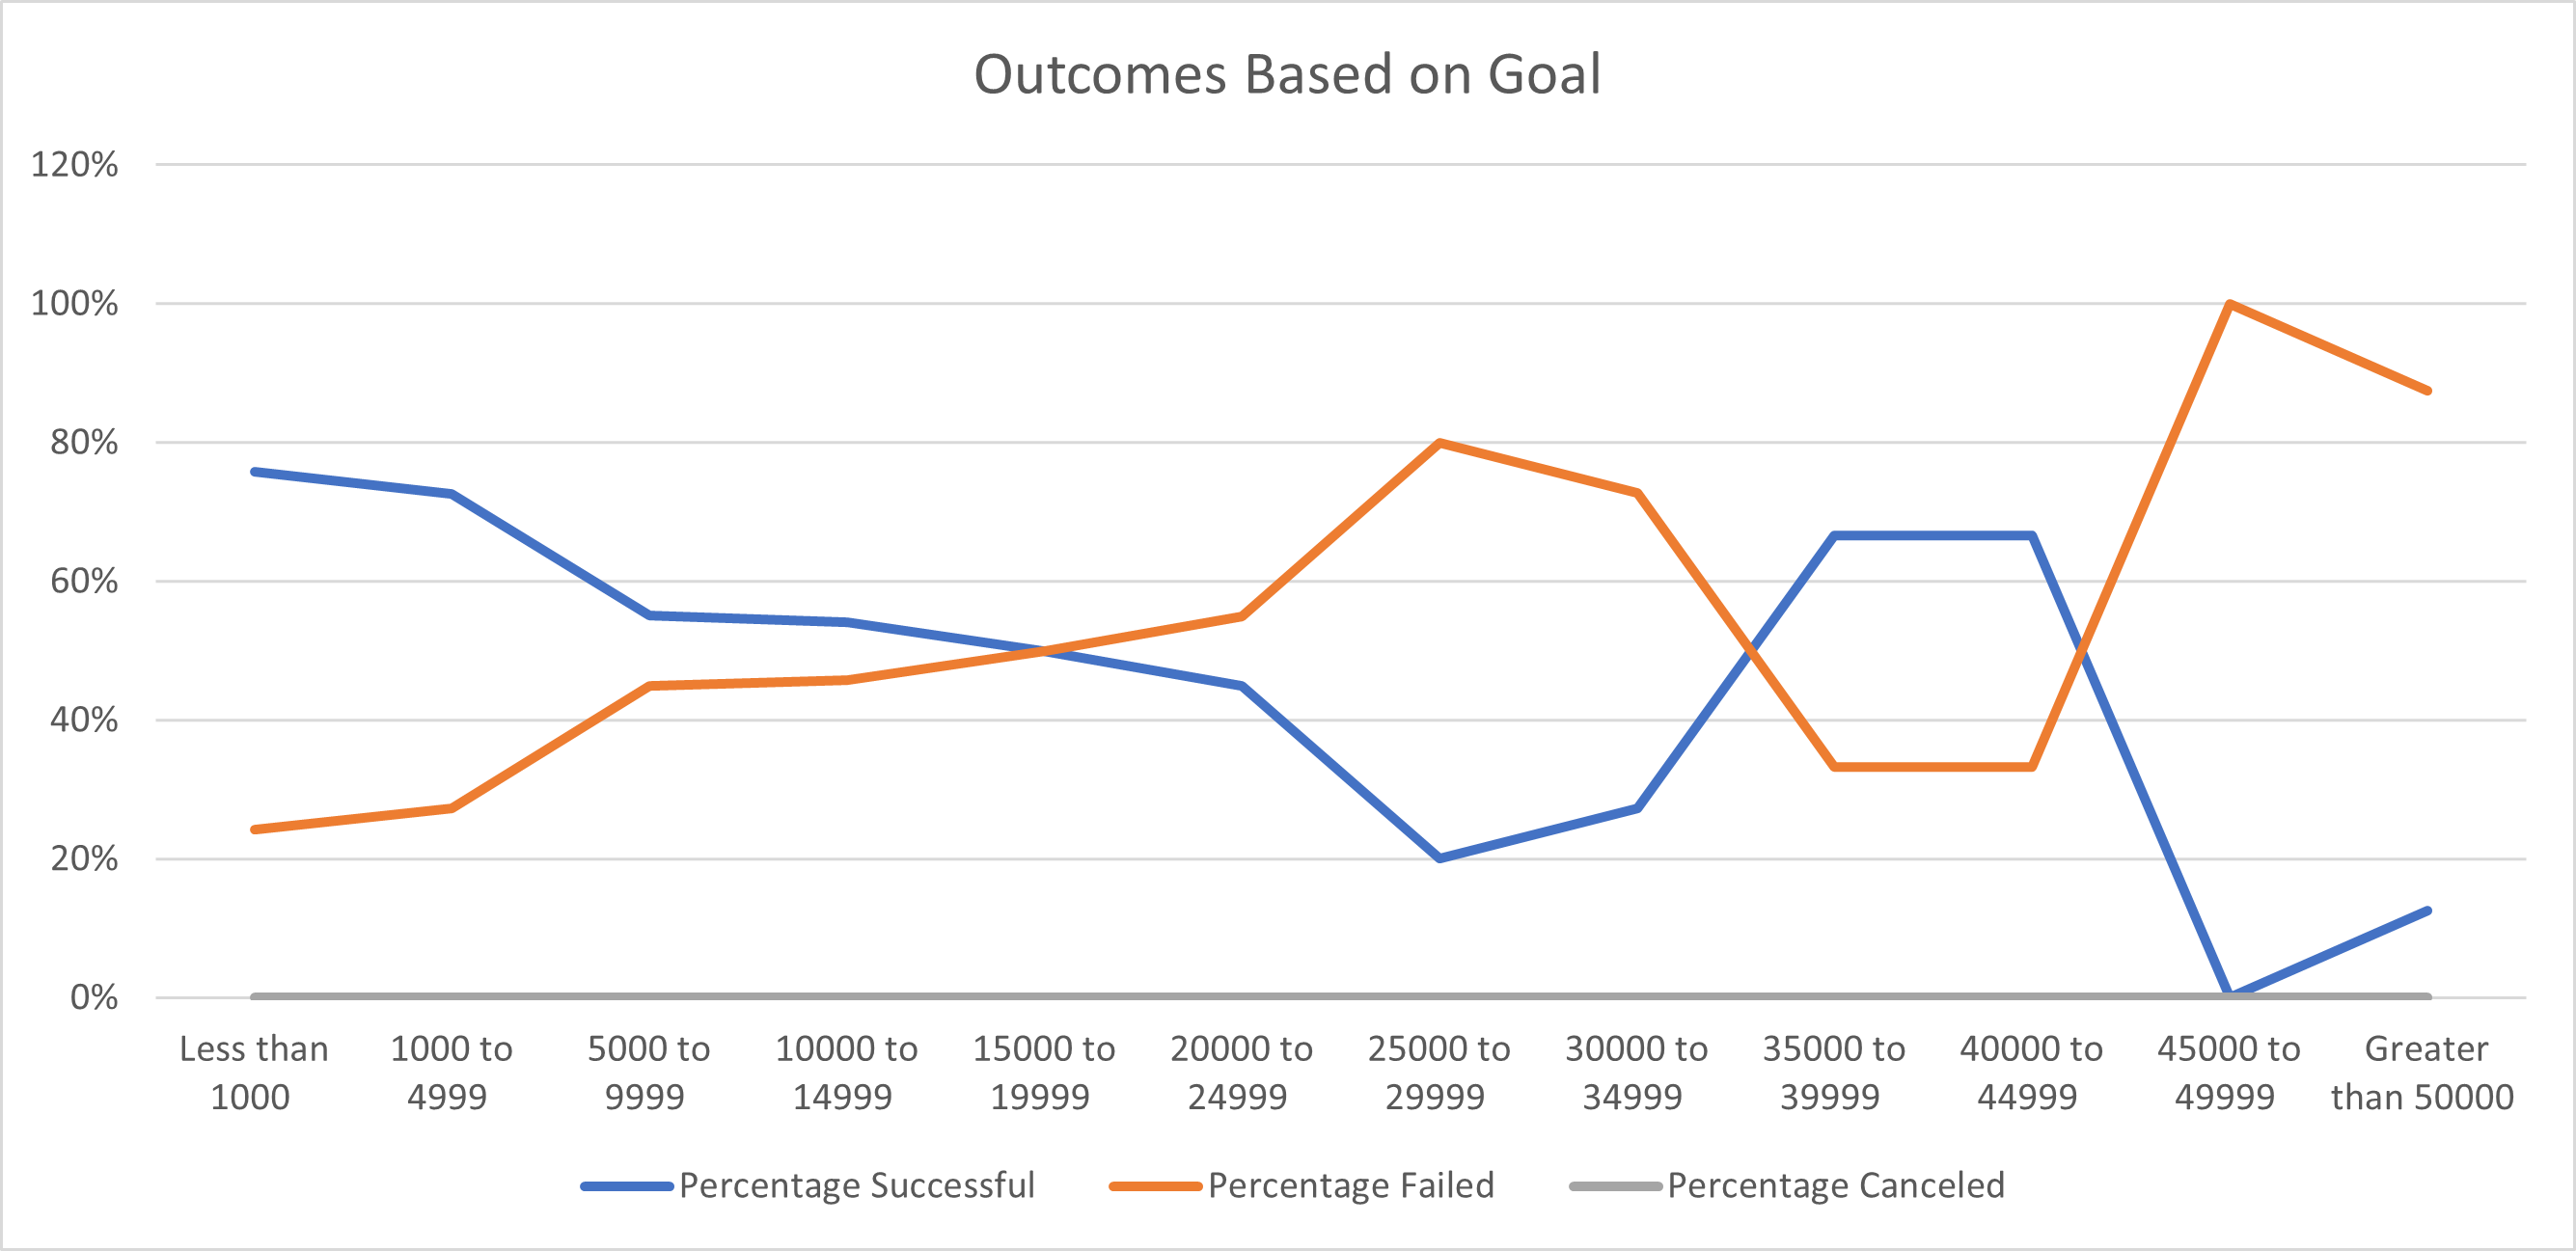 Outcomes Based on Goal
120%
100%
80%
60%
40%
20%
0%
Less than 1000
1000 to 4999
5000 to 9999
10000 to 14999
15000 to 19999
20000 to 24999
25000 to 29999
30000 to 34999
35000 to 39999
40000 to 44999
45000 to 49999
Greater than 50000
Percentage Successful
Percentage Failed
Percentage Canceled